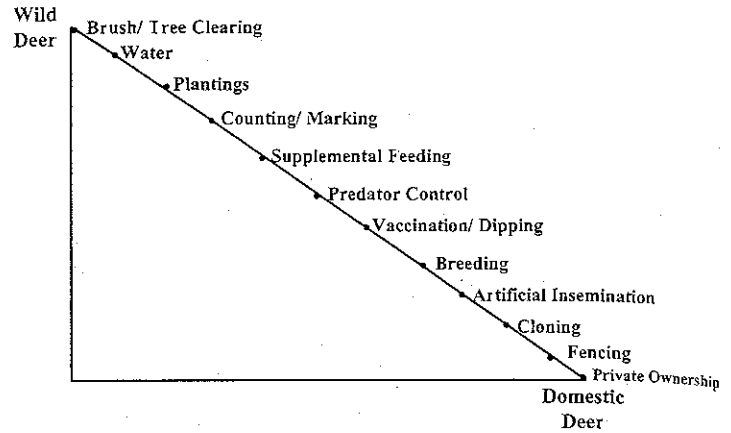 Wild
Deer
Brush/ Tree Clearing
Water
Plantings
Counting/ Marking
Supplemental Feeding
Predator Control
Vaccination/ Dipping
Breeding
Artificial Insemination
Cloning
Fencing
Private Ownership
Domestic
Deer